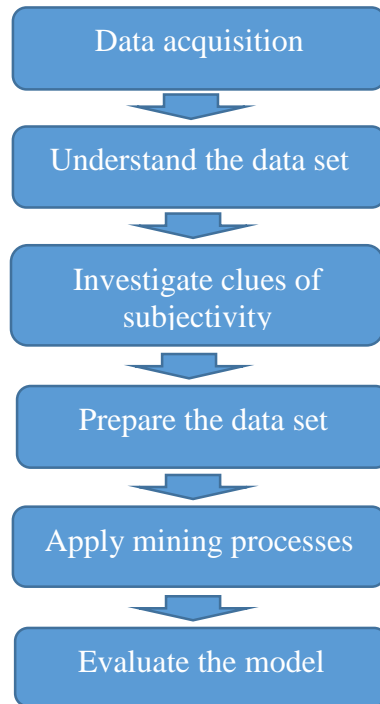 Data acquisition
Understand the data set
Investigate clues of
subjectivity
Prepare the data set
Apply mining processes
Evaluate the model